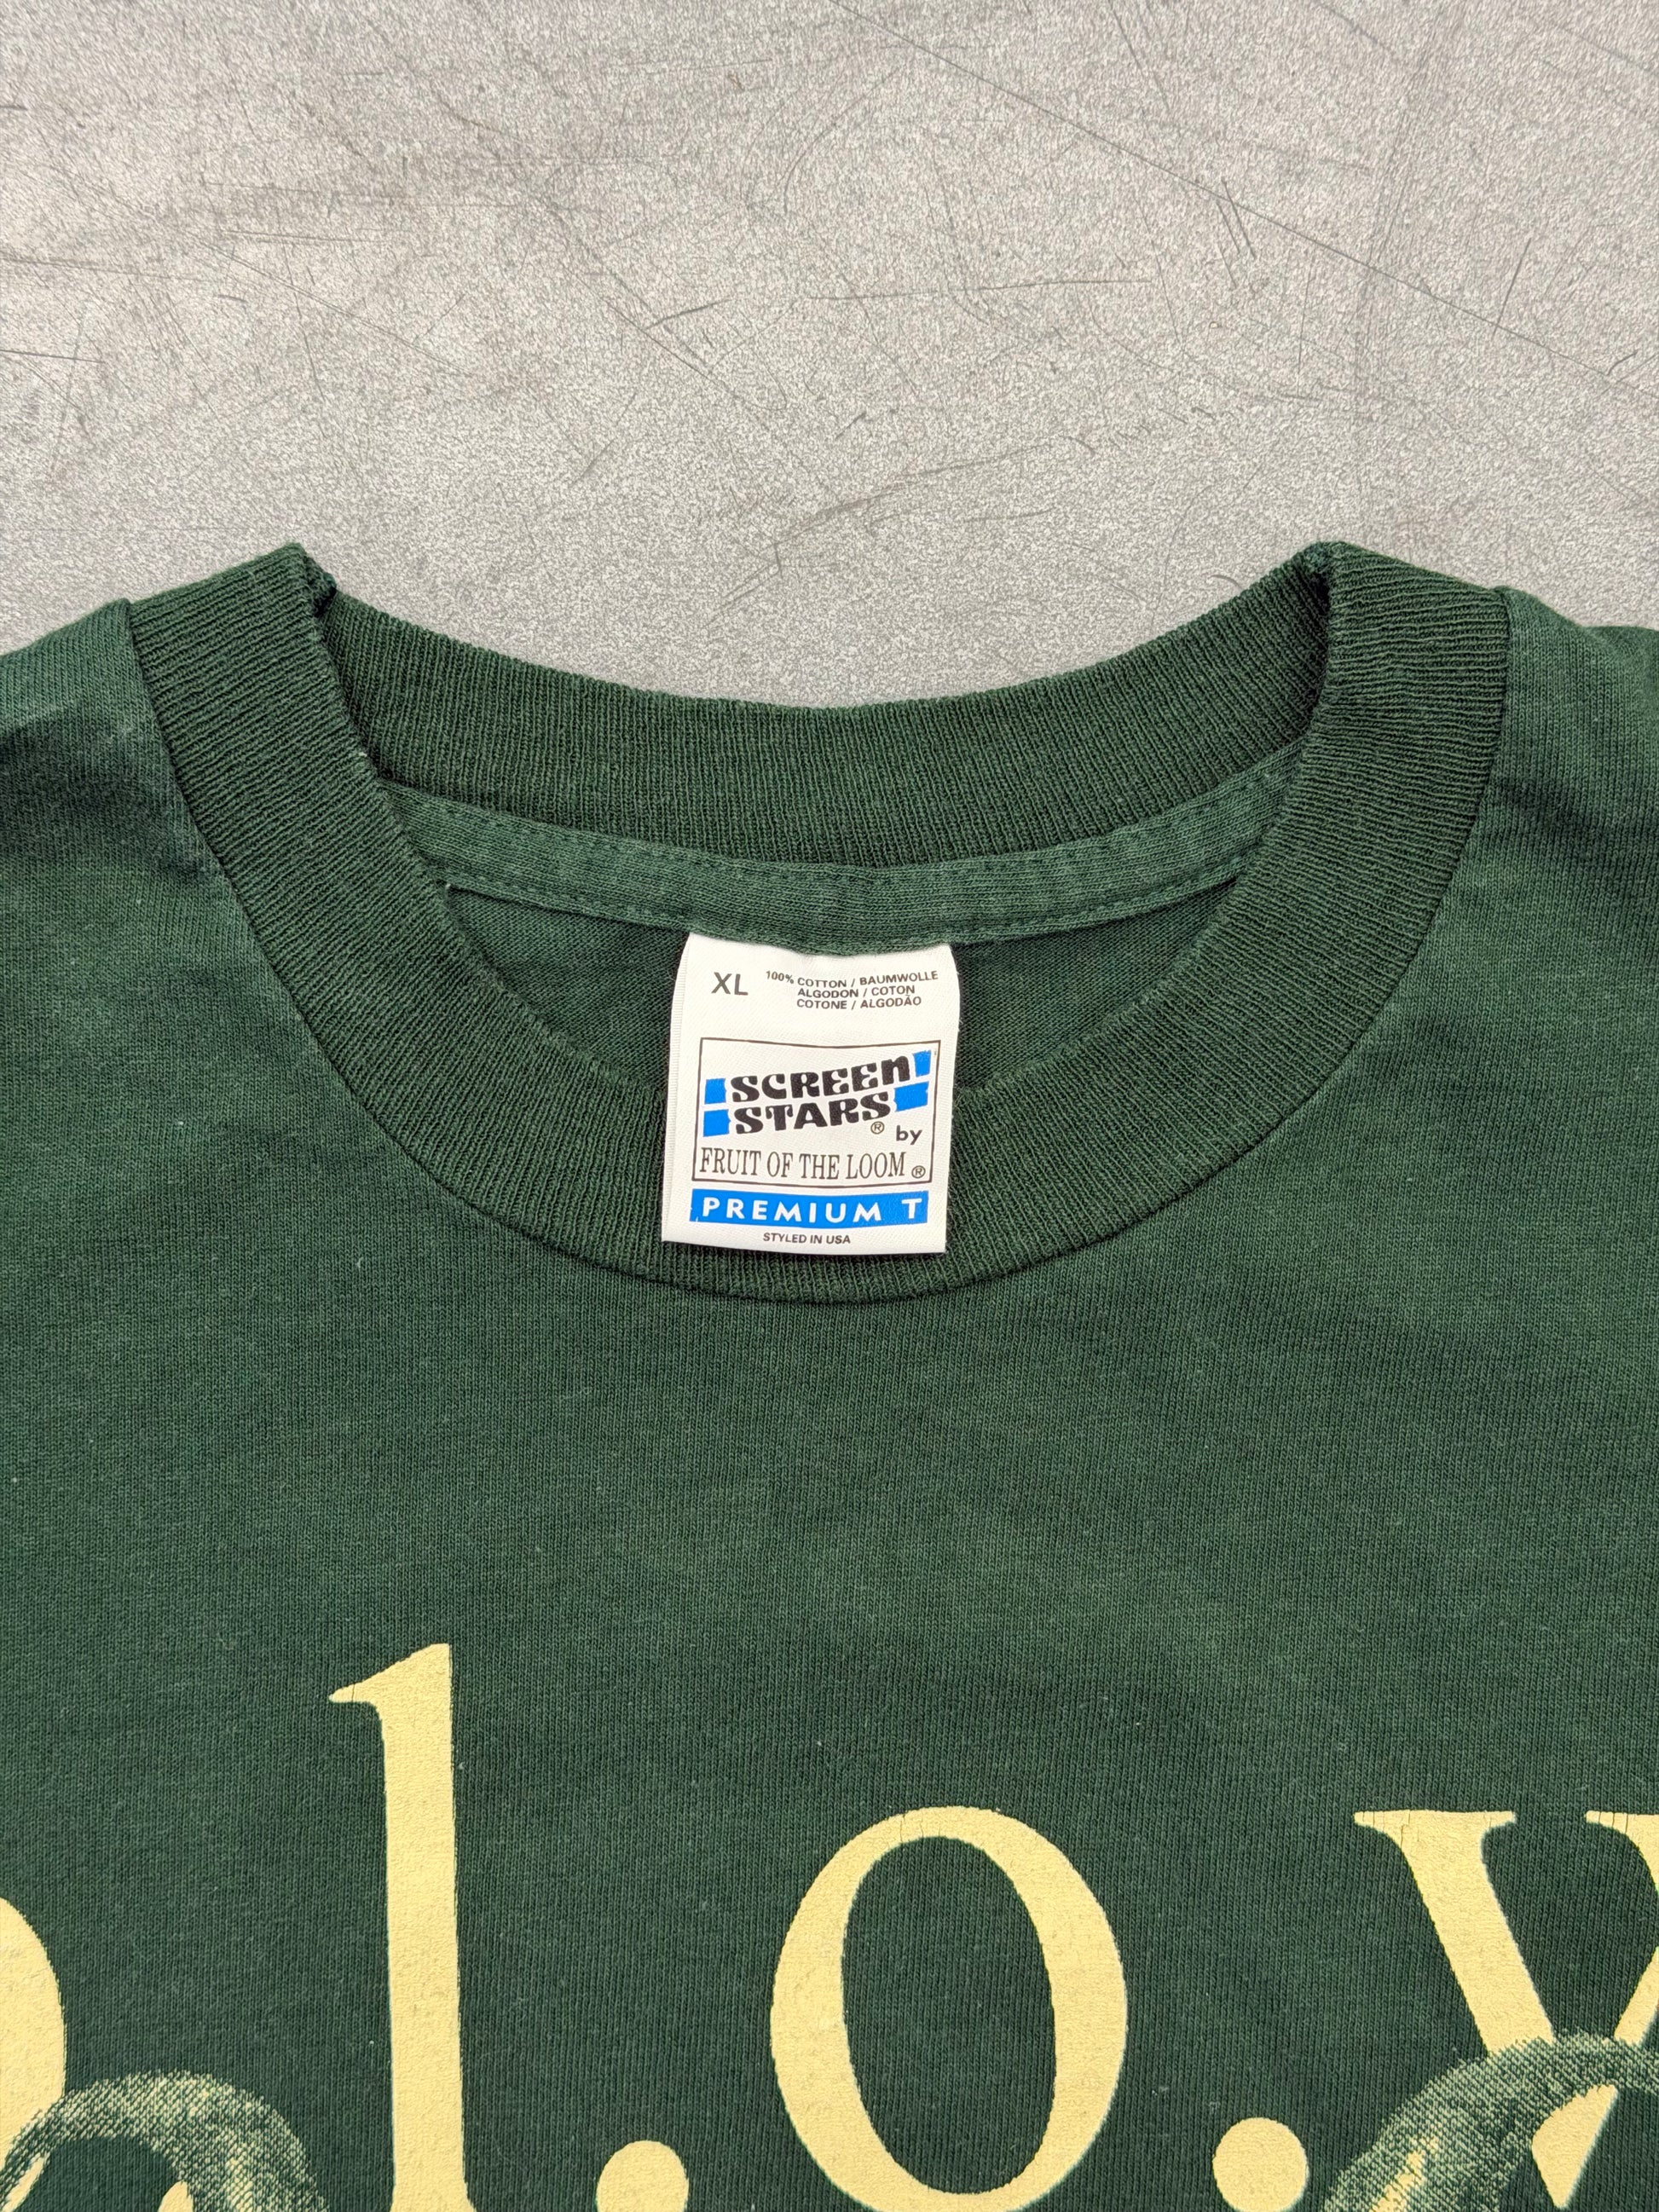 XL 100% COTTON / BAUMWOLLE
ALGODON / COTON
COTONE / ALGODÃO
SCREEN
STARS® by
FRUIT OF THE LOOM ®
PREMIUM T
STYLED IN USA
l.o.